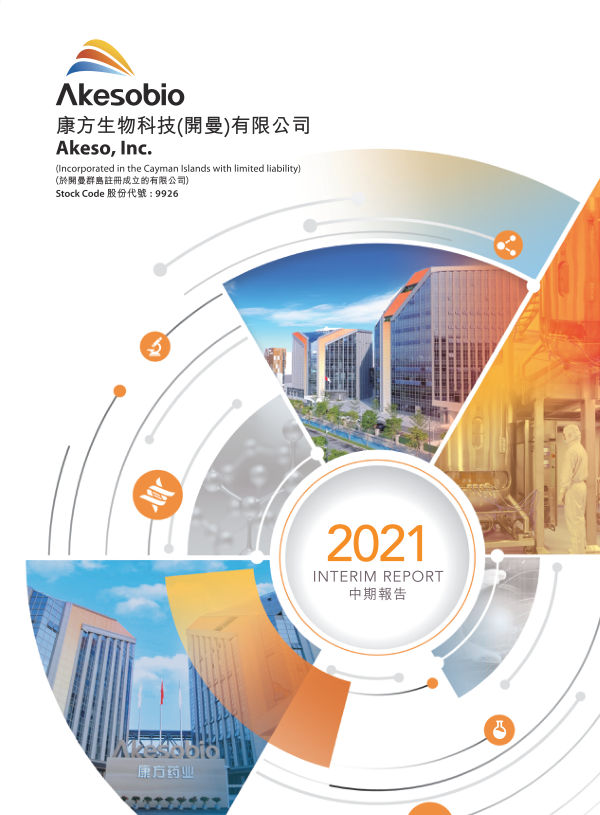 Akesobio
康方生物科技(開曼)有限公司
Akeso, Inc.
(Incorporated in the Cayman Islands with limited liability)
(於開曼群島註冊成立的有限公司)
Stock Code 股份代號 : 9926
2021
INTERIM REPORT
中期報告
Akesobio
康方药业